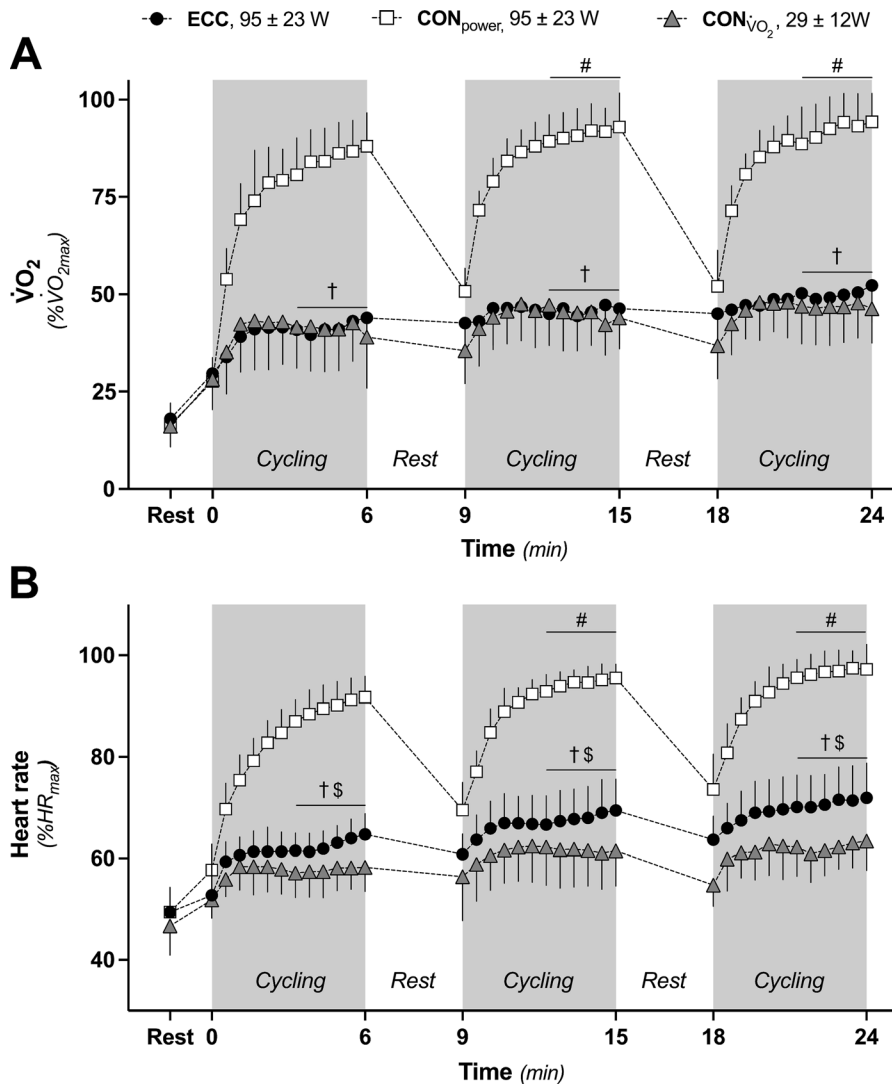 ECC, 95 ± 23 W CONpower, 95 ± 23 W CONV̇O2, 29 ± 12W
A
# #
100
75
V̇O2
(%V̇O2max)
† † †
50
25
Cycling Rest Cycling Rest Cycling
0
Rest 0 6 9 15 18 24
Time (min)
B
# #
100
80
Heart rate
(%HRmax)
† $ † $ † $
60
40
Cycling Rest Cycling Rest Cycling
Rest 0 6 9 15 18 24
Time (min)